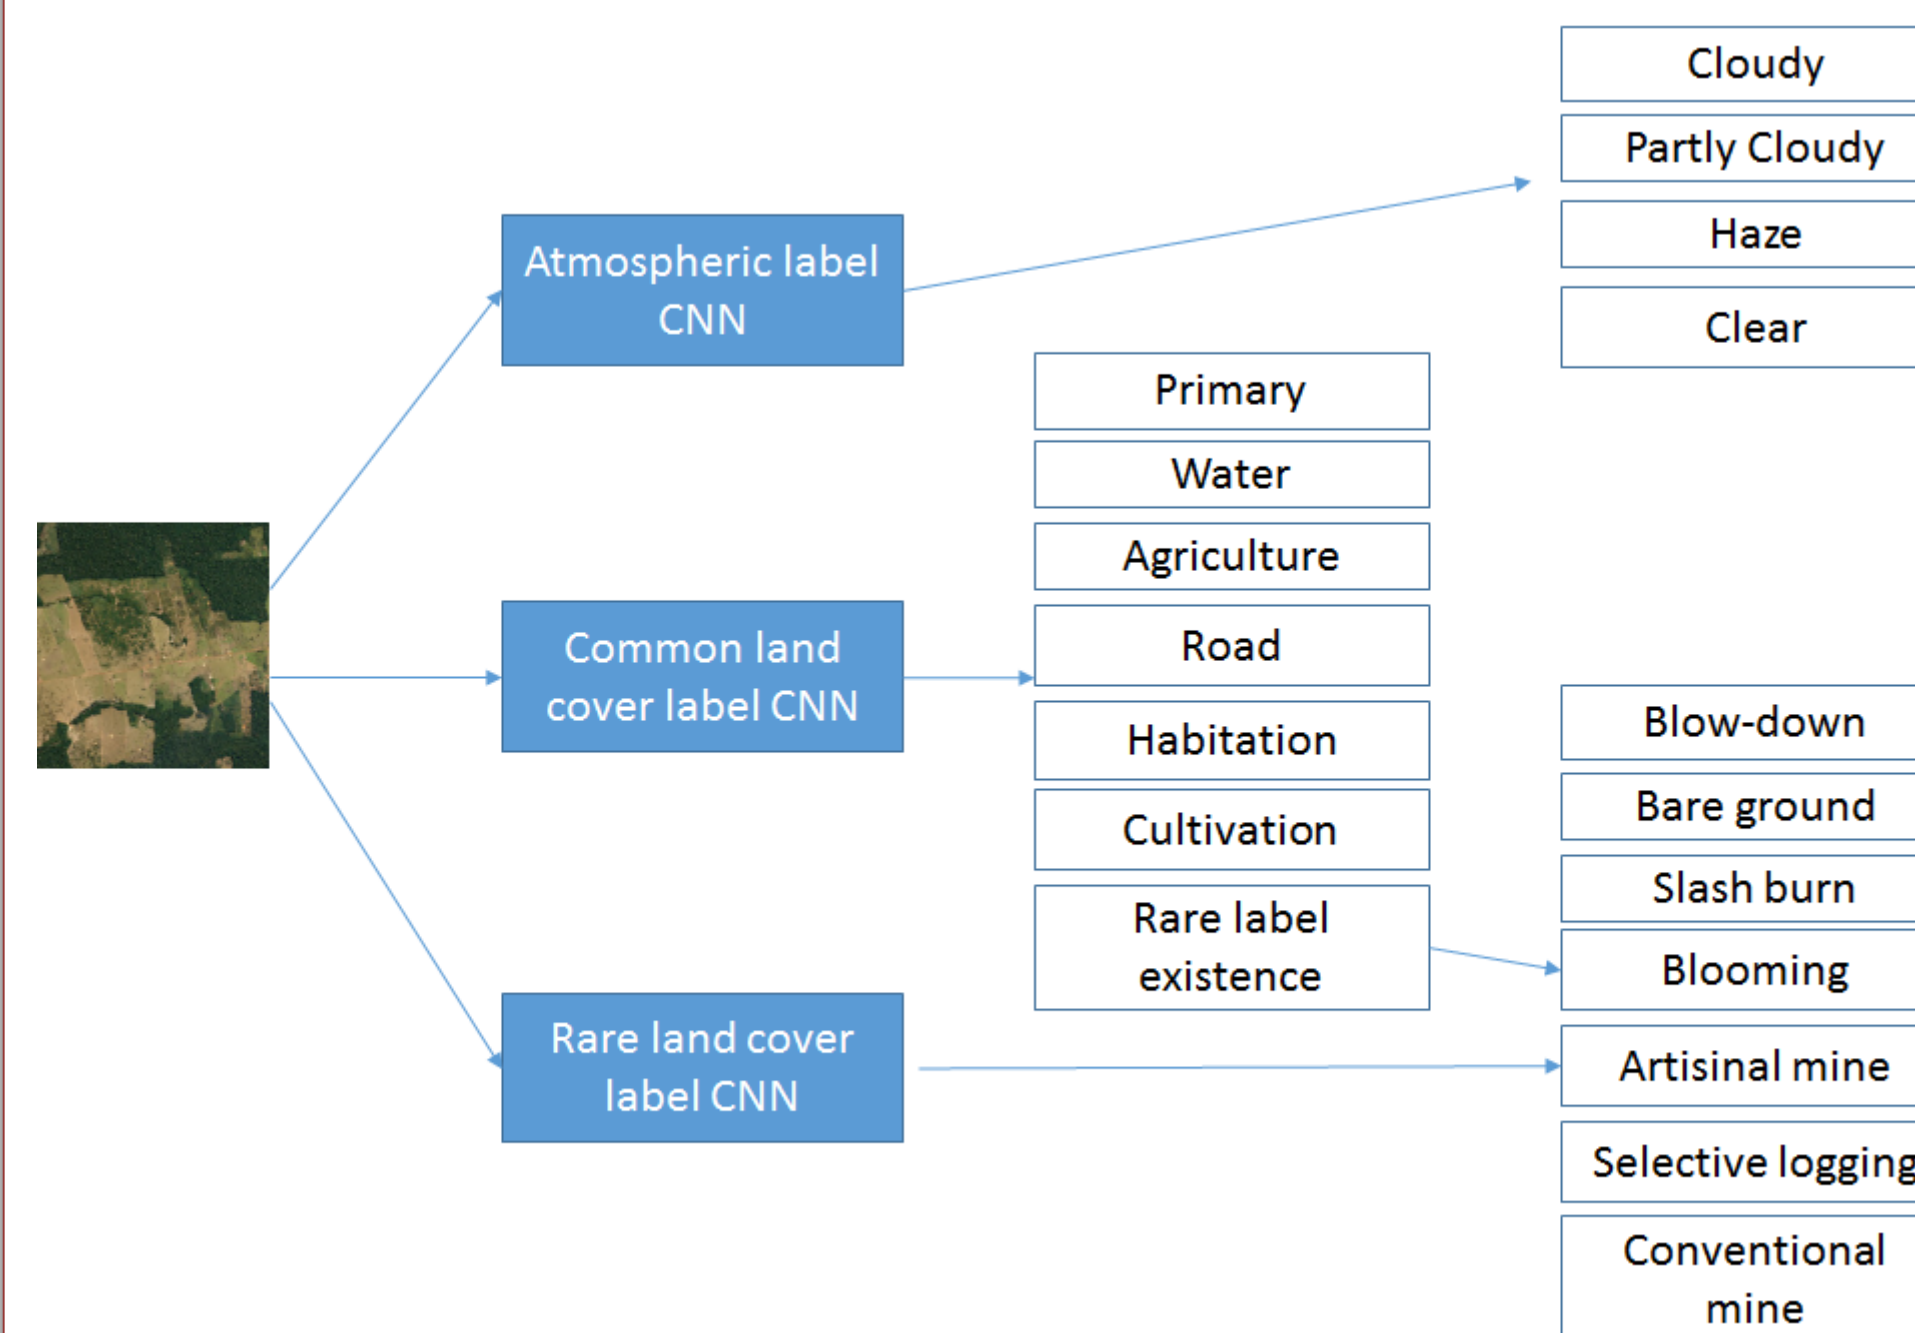 Cloudy
Partly Cloudy
Haze
Clear
Atmospheric label
CNN
Primary
Water
Agriculture
Road
Habitation
Cultivation
Rare label
existence
Common land
cover label CNN
Blow-down
Bare ground
Slash burn
Blooming
Artisinal mine
Selective logging
Conventional
mine
Rare land cover
label CNN